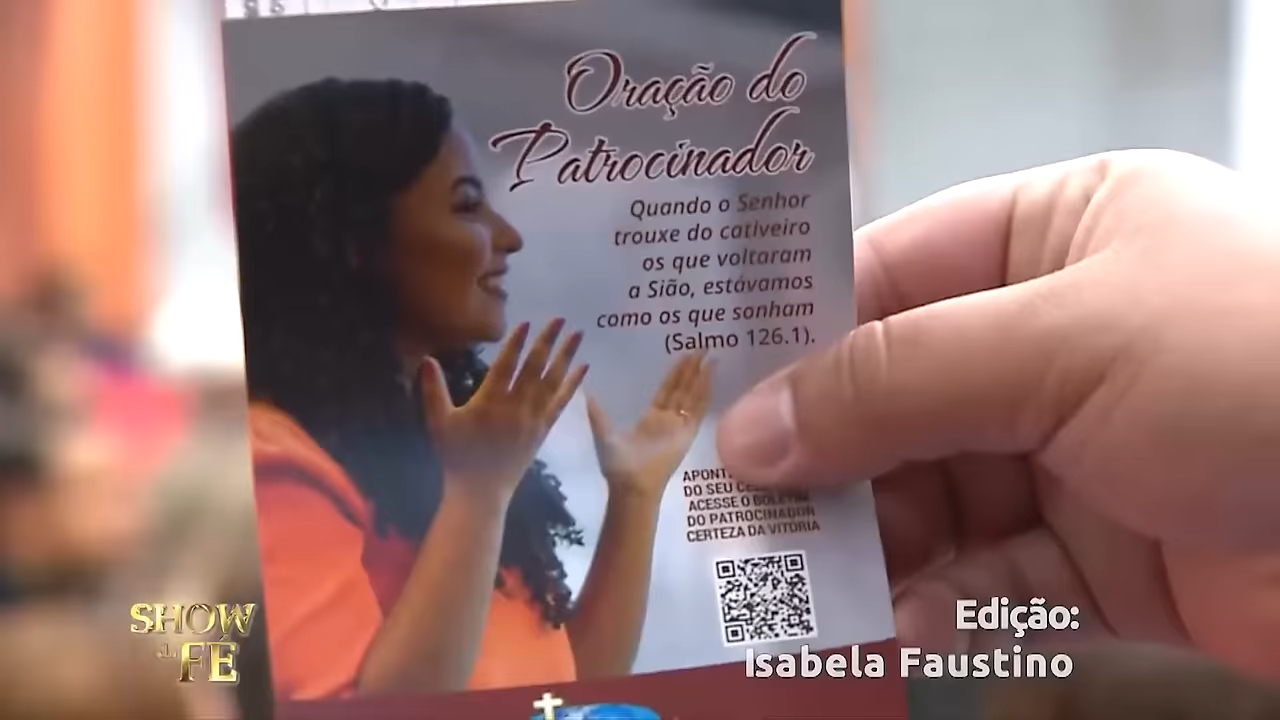 Oração do
Patrocinador
Quando o Senhor
trouxe do cativeiro
os que voltaram
a Sião, estávamos
como os que sonham
(Salmo 126.1).
DO SEU
ACESSE O BOLETIM
DO PATROCINADOR
CERTEZA DA VITÓRIA
SHOW
DA FÉ
Edição:
Isabela Faustino